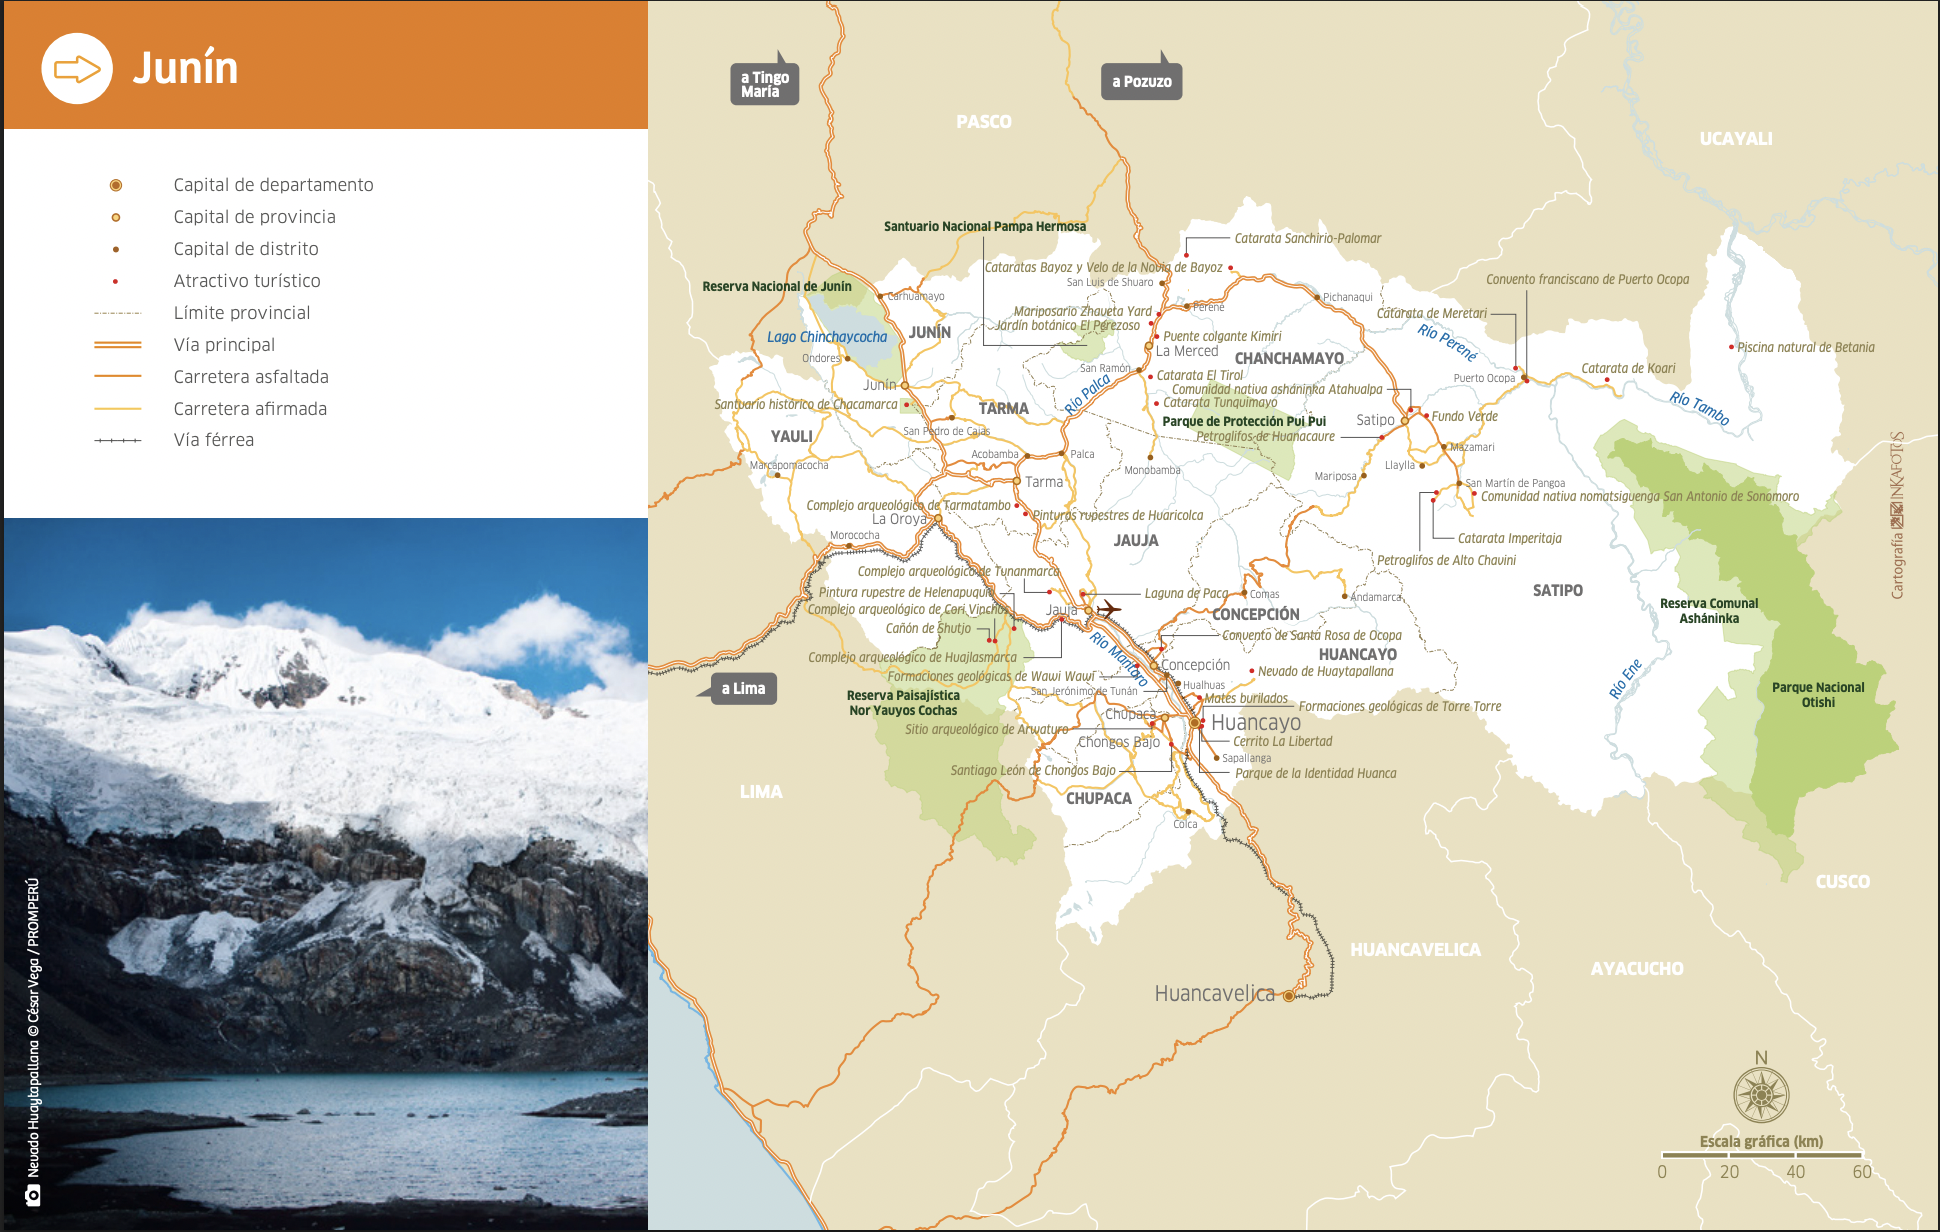 Junín
Capital de departamento
Capital de provincia
Capital de distrito
Atractivo turístico
Límite provincial
Vía principal
Carretera asfaltada
Carretera afirmada
Vía férrea
Nevado Huaytapallana © César Vega / PROMPERÚ
a Tingo
María
a Pozuzo
PASCO
UCAYALI
Santuario Nacional Pampa Hermosa
Catarata Sanchirio-Palomar
Cataratas Bayoz y Velo de la Novia de Bayoz
San Luis de Shuaro
Convento franciscano de Puerto Ocopa
Reserva Nacional de Junín
Carhuamayo
Pichanaqui
Perené
Mariposario Zhaveta Yard
Catarata de Meretari
Jardín botánico El Perezoso
JUNÍN
Lago Chinchaycocha
Puente colgante Kimiri
Río Perené
La Merced
CHANCHAMAYO
Piscina natural de Betania
Ondores
San Ramón
Catarata El Tirol
Puerto Ocopa
Catarata de Koari
Junín
Río Palca
Comunidad nativa asháninka Atahualpa
Santuario histórico de Chacamarca
TARMA
Catarata Tunquimayo
Río Tambo
Parque de Protección Pui Pui
Satipo
Fundo Verde
San Pedro de Cajas
YAULI
Petroglifos de Huancaure
Mazamari
Acobamba
Palca
Marcapomacocha
Monobamba
Llaylla
Mariposa
Tarma
San Martín de Pangoa
Comunidad nativa nomatsiguenga San Antonio de Sonomoro
Complejo arqueológico de Tarmatambo
La Oroya
Pinturas rupestres de Huaricolca
Morococha
JAUJA
Catarata Imperitaja
Petroglifos de Alto Chavini
Complejo arqueológico de Tunanmarca
SATIPO
Pintura rupestre de Helenapuquio
Laguna de Paca
Comas
Andamarca
Complejo arqueológico de Cori Vinchos
Jauja
CONCEPCIÓN
Reserva Comunal
Asháninka
Cañón de Shutjo
Convento de Santa Rosa de Ocopa
Río Mantaro
HUANCAYO
Complejo arqueológico de Huajlasmarca
Concepción
Nevado de Huaytapallana
Río Ene
Formaciones geológicas de Wawi Wawi
Hualhuas
a Lima
San Jerónimo de Tunán
Parque Nacional
Otishi
Reserva Paisajística
Nor Yauyos Cochas
Mates burilados
Formaciones geológicas de Torre Torre
Chupaca
Huancayo
Sitio arqueológico de Arwaturo
Chongos Bajo
Cerrito La Libertad
Sapallanga
Santiago León de Chongos Bajo
Parque de la Identidad Huanca
LIMA
CHUPACA
Colca
CUSCO
HUANCAVELICA
AYACUCHO
Huancavelica
Cartografía
N
Escala gráfica (km)
0 20 40 60